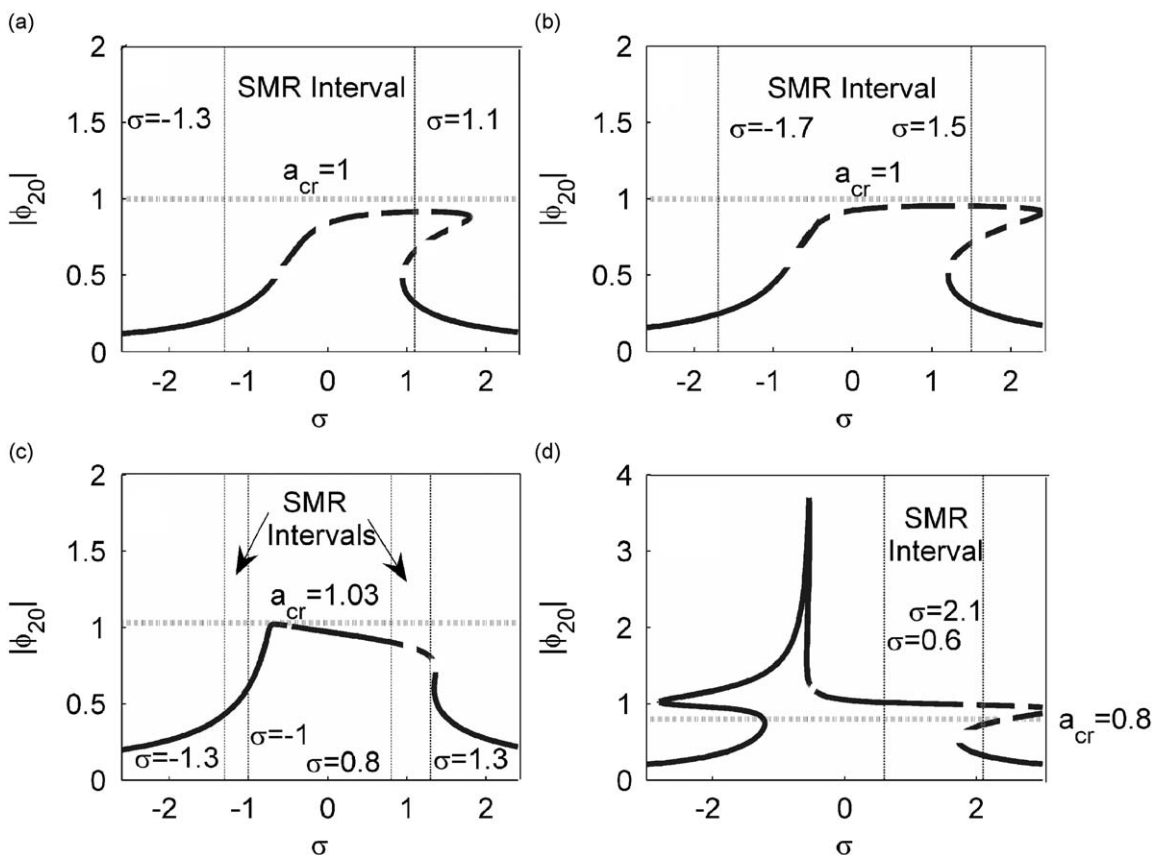 (a)
2
1.5
1
0.5
0
|ϕ20|
SMR Interval
σ=-1.3
σ=1.1
a_cr=1
-2
-1
0
1
2
σ
(b)
2
1.5
1
0.5
0
|ϕ20|
SMR Interval
σ=-1.7
σ=1.5
a_cr=1
-2
-1
0
1
2
σ
(c)
2
1.5
1
0.5
0
|ϕ20|
SMR
Intervals
a_cr=1.03
σ=-1
σ=-1.3
σ=0.8
σ=1.3
-2
-1
0
1
2
σ
(d)
4
3
2
1
0
|ϕ20|
SMR
Interval
σ=2.1
σ=0.6
a_cr=0.8
-2
0
2
σ